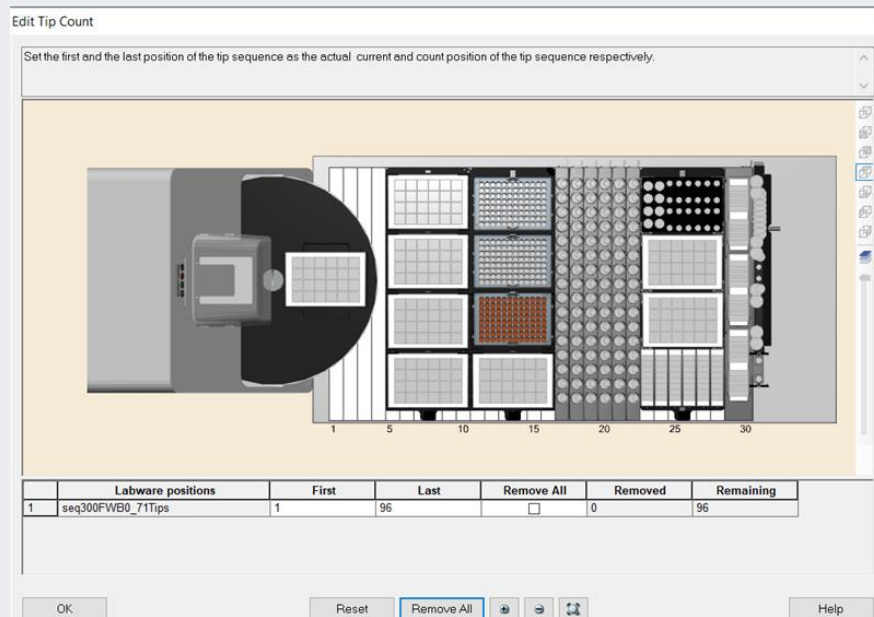 Edit Tip Count
Set the first and the last position of the tip sequence as the actual current and count position of the tip sequence respectively.
1 5 10 15 20 25 30
Labware positions First Last Remove All Removed Remaining
1 seq300FWB0_71Tips 1 96 0 96
OK Reset Remove All Help